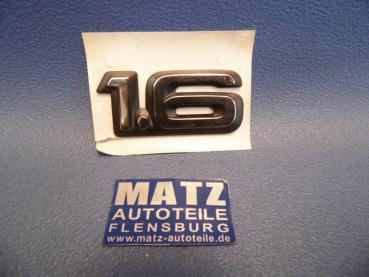 1.6
MATZ
AUTOTEILE
FLENSBURG
www.matz-autoteile.de